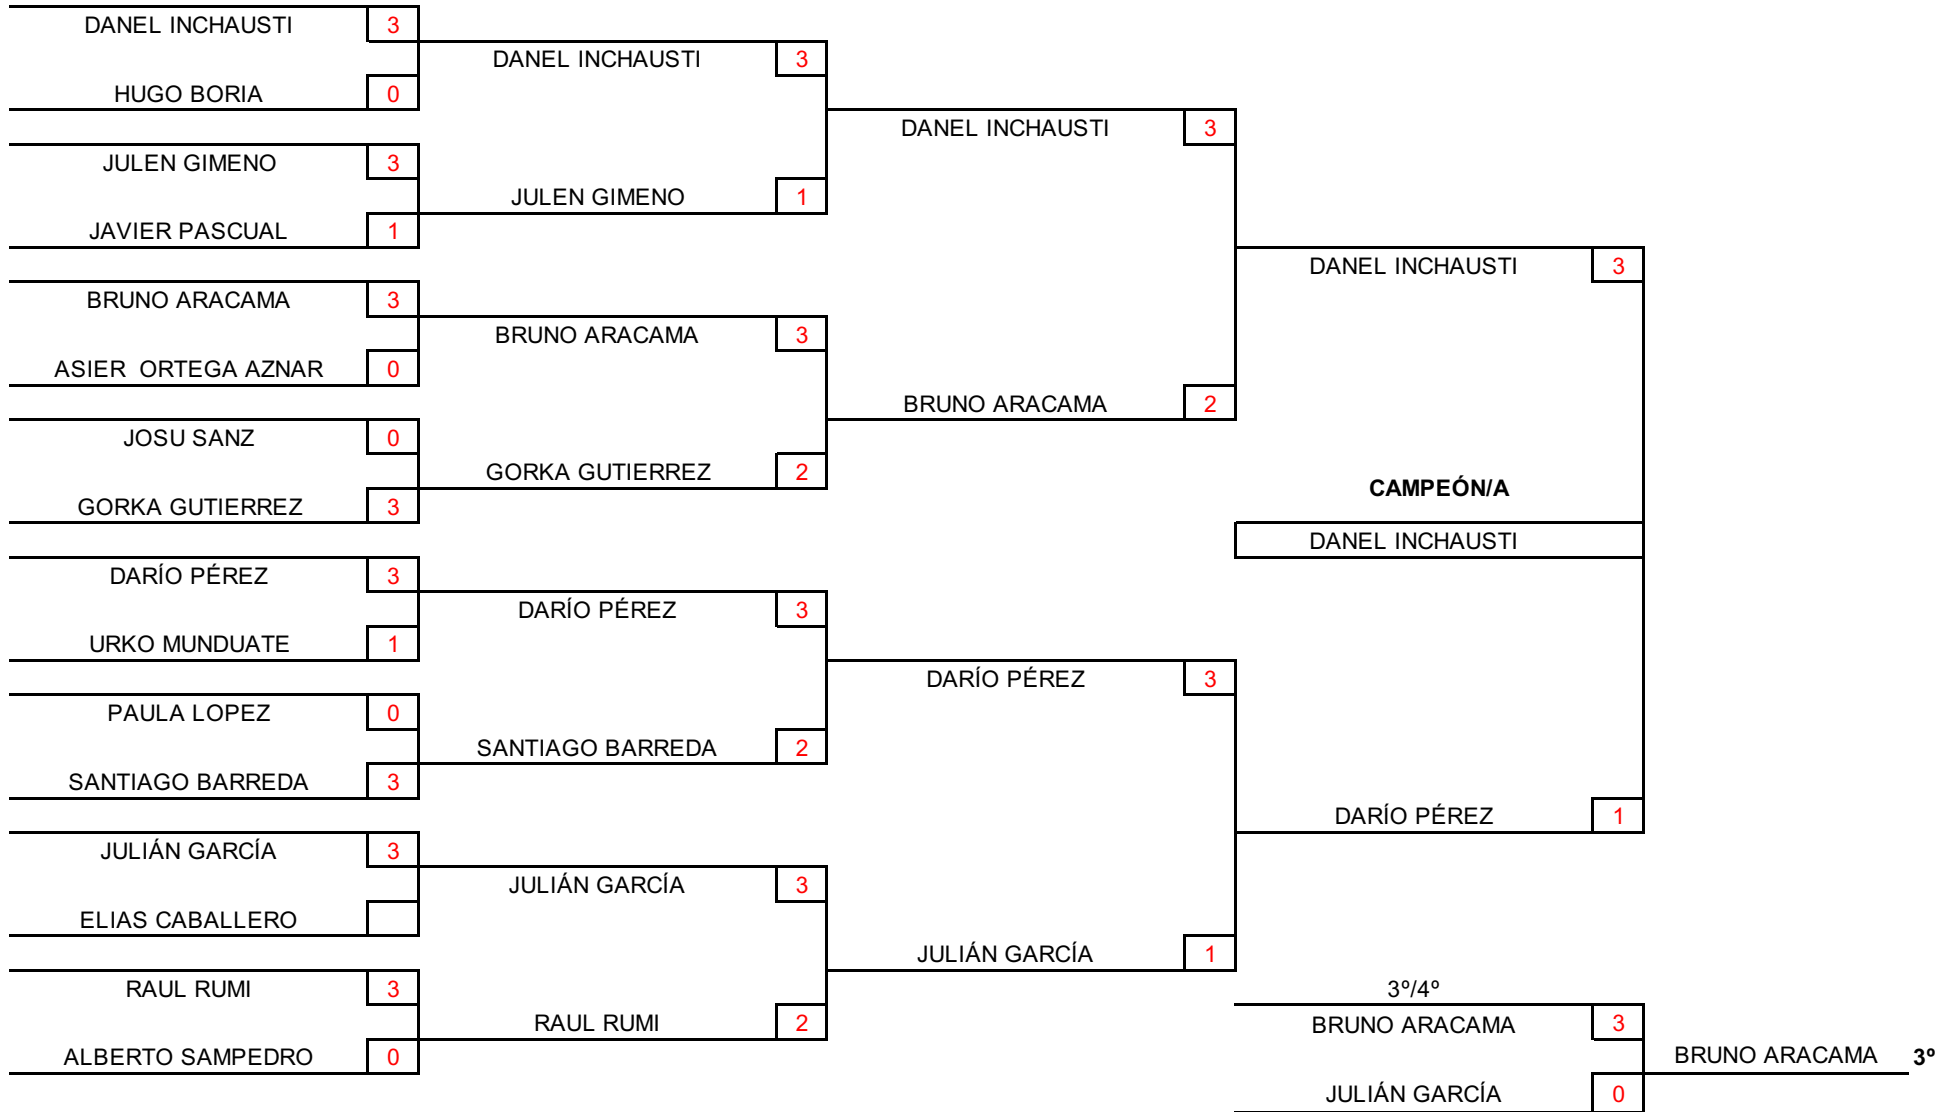 DANEL INCHAUSTI 3
DANEL INCHAUSTI 3
HUGO BORIA 0
DANEL INCHAUSTI 3
JULEN GIMENO 3
JULEN GIMENO 1
JAVIER PASCUAL 1
DANEL INCHAUSTI 3
BRUNO ARACAMA 3
BRUNO ARACAMA 3
ASIER ORTEGA AZNAR 0
BRUNO ARACAMA 2
JOSU SANZ 0
GORKA GUTIERREZ 2
CAMPEÓN/A
GORKA GUTIERREZ 3
DANEL INCHAUSTI
DARÍO PÉREZ 3
DARÍO PÉREZ 3
URKO MUNDUATE 1
DARÍO PÉREZ 3
PAULA LOPEZ 0
SANTIAGO BARREDA 2
SANTIAGO BARREDA 3
DARÍO PÉREZ 1
JULIÁN GARCÍA 3
JULIÁN GARCÍA 3
ELIAS CABALLERO
JULIÁN GARCÍA 1
RAUL RUMI 3
3º/4º
RAUL RUMI 2
BRUNO ARACAMA 3
ALBERTO SAMPEDRO 0
BRUNO ARACAMA 3º
JULIÁN GARCÍA 0